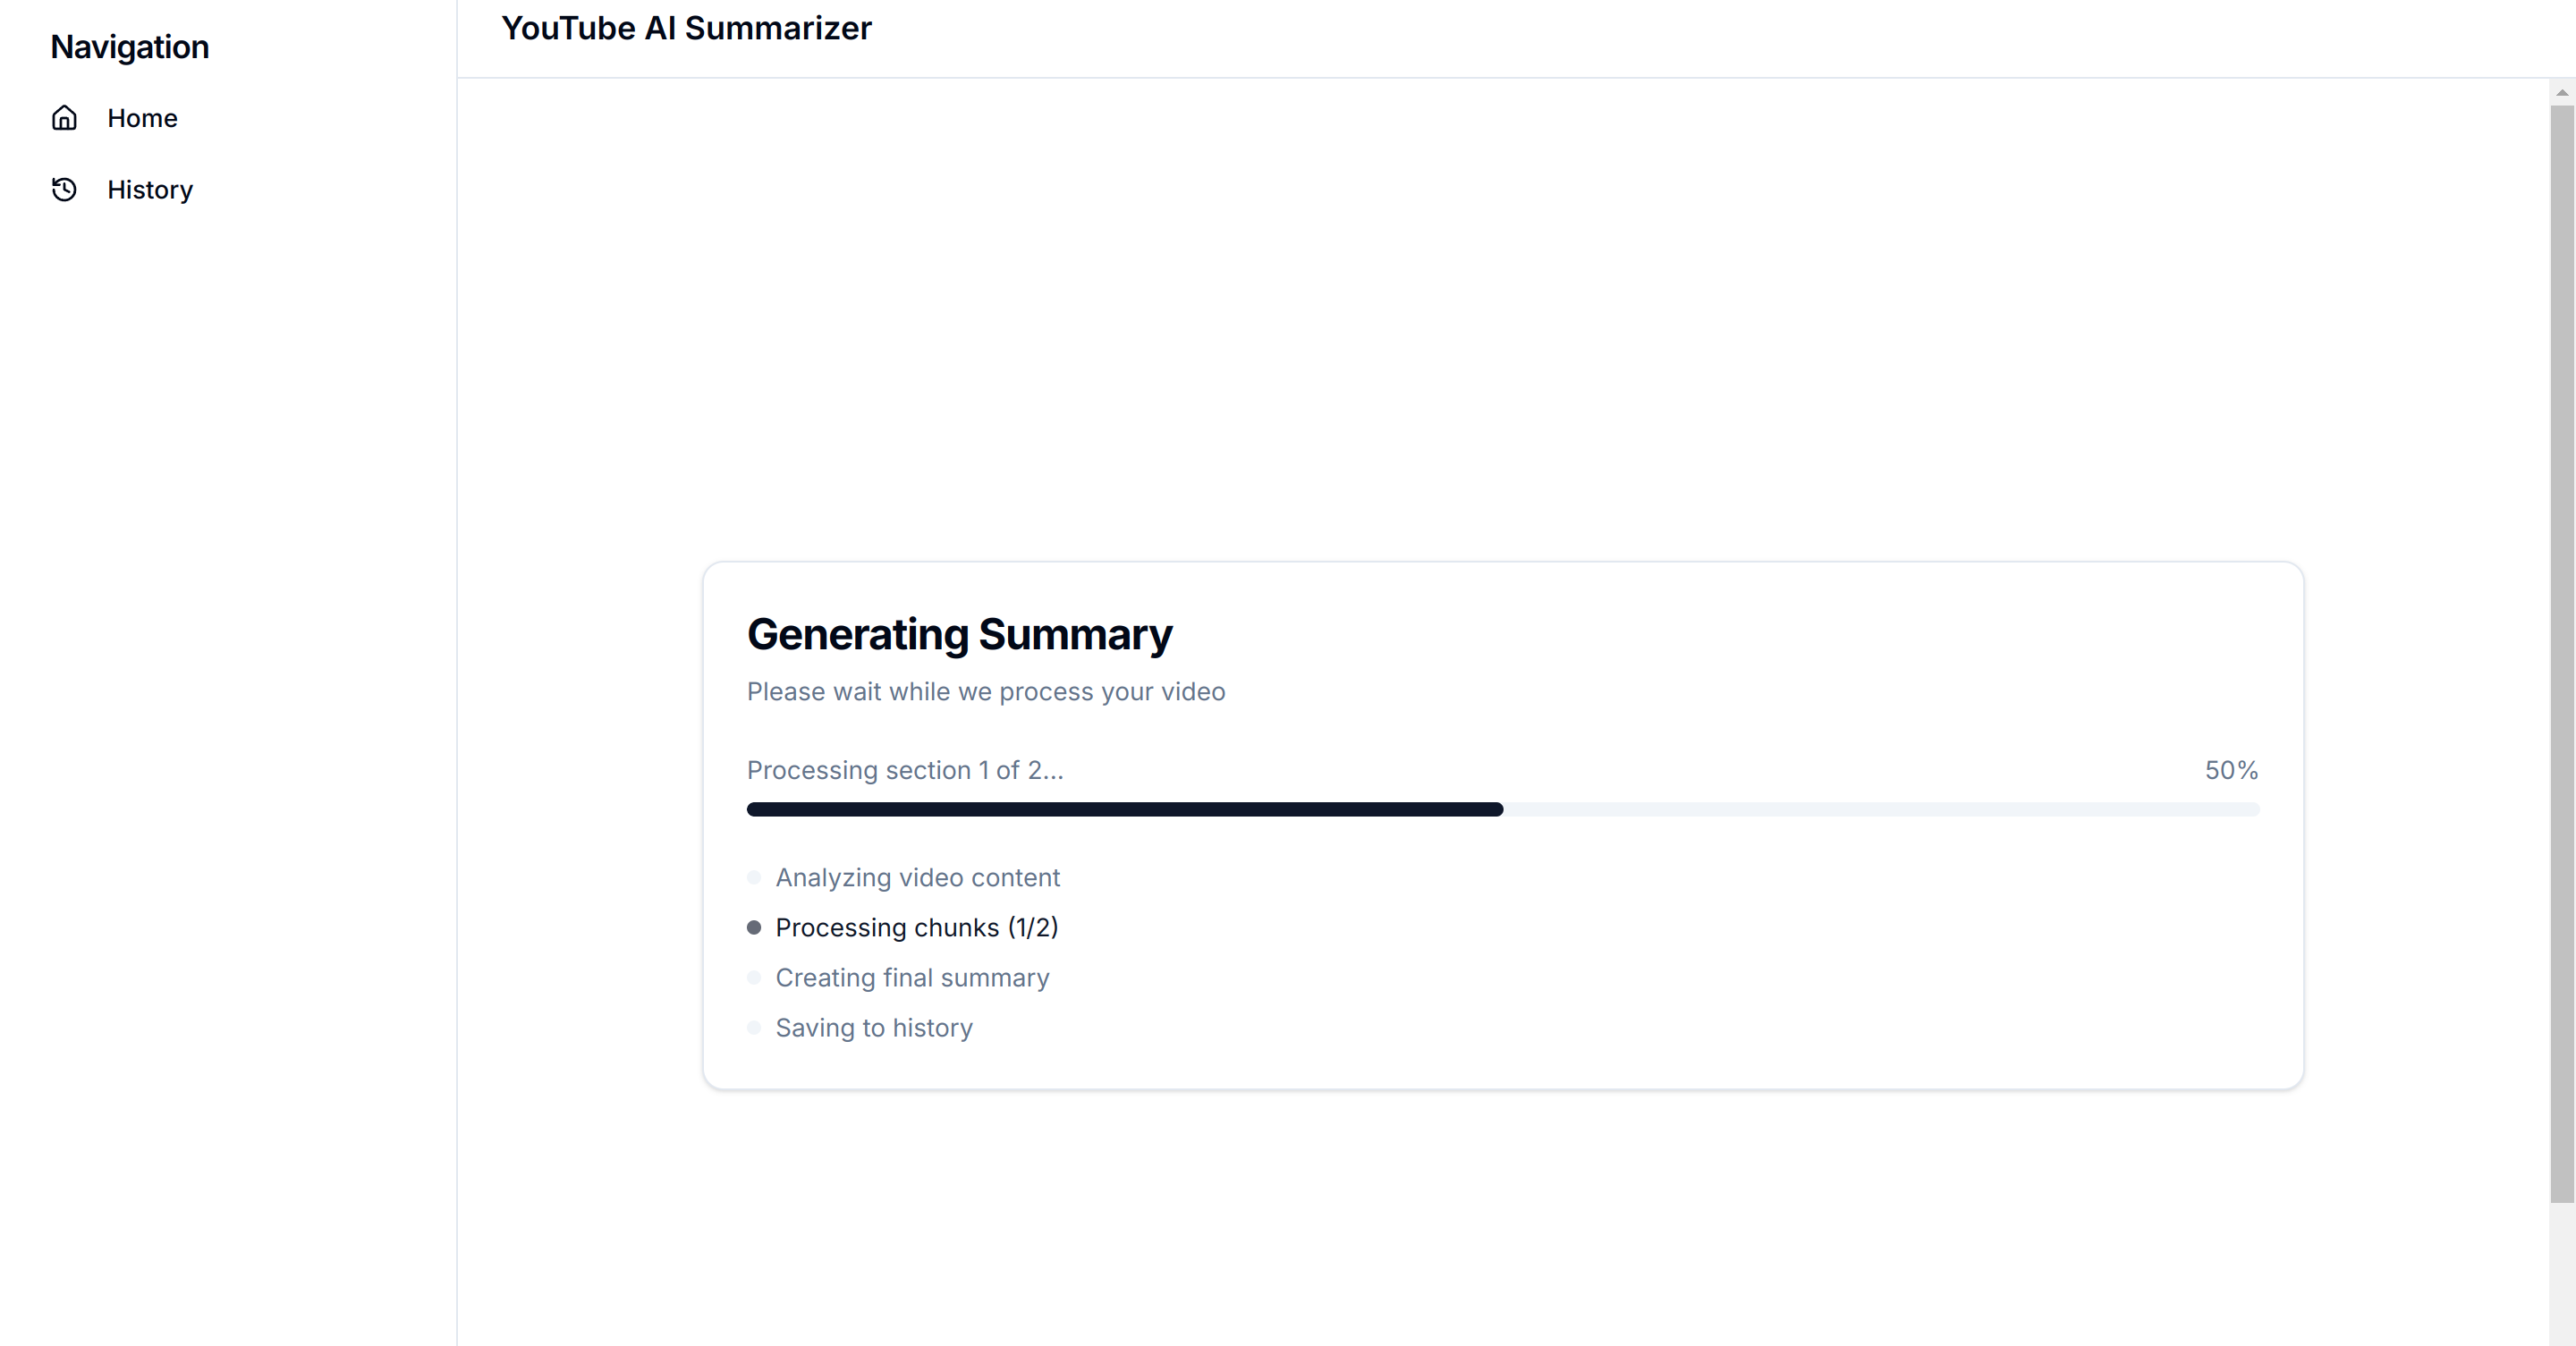 Navigation
Home
History
YouTube AI Summarizer
Generating Summary
Please wait while we process your video
Processing section 1 of 2...
50%
Analyzing video content
Processing chunks (1/2)
Creating final summary
Saving to history